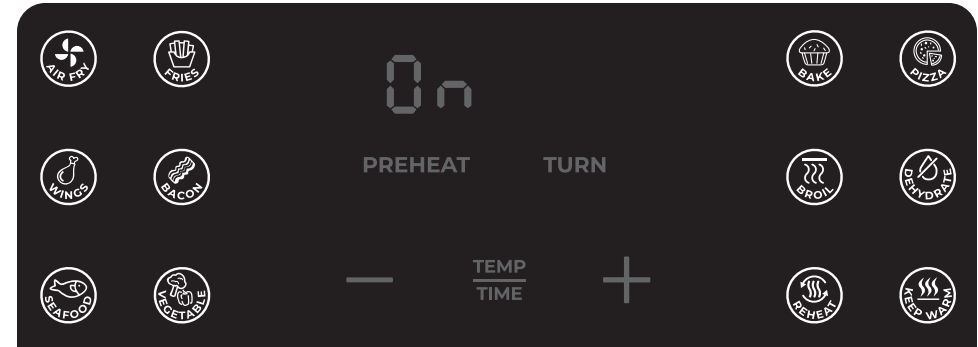 AIR FRY
FRIES
On
BAKE
PIZZA
WINGS
BACON
PREHEAT
TURN
BROIL
DEHYDRATE
SEAFOOD
VEGETABLE
TEMP
TIME
REHEAT
KEEP WARM